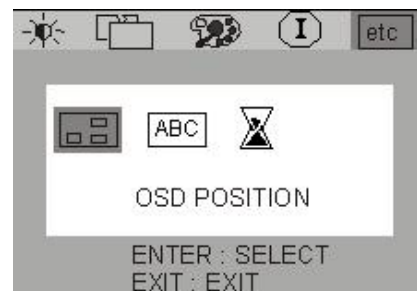 I etc
ABC
OSD POSITION
ENTER : SELECT
EXIT : EXIT